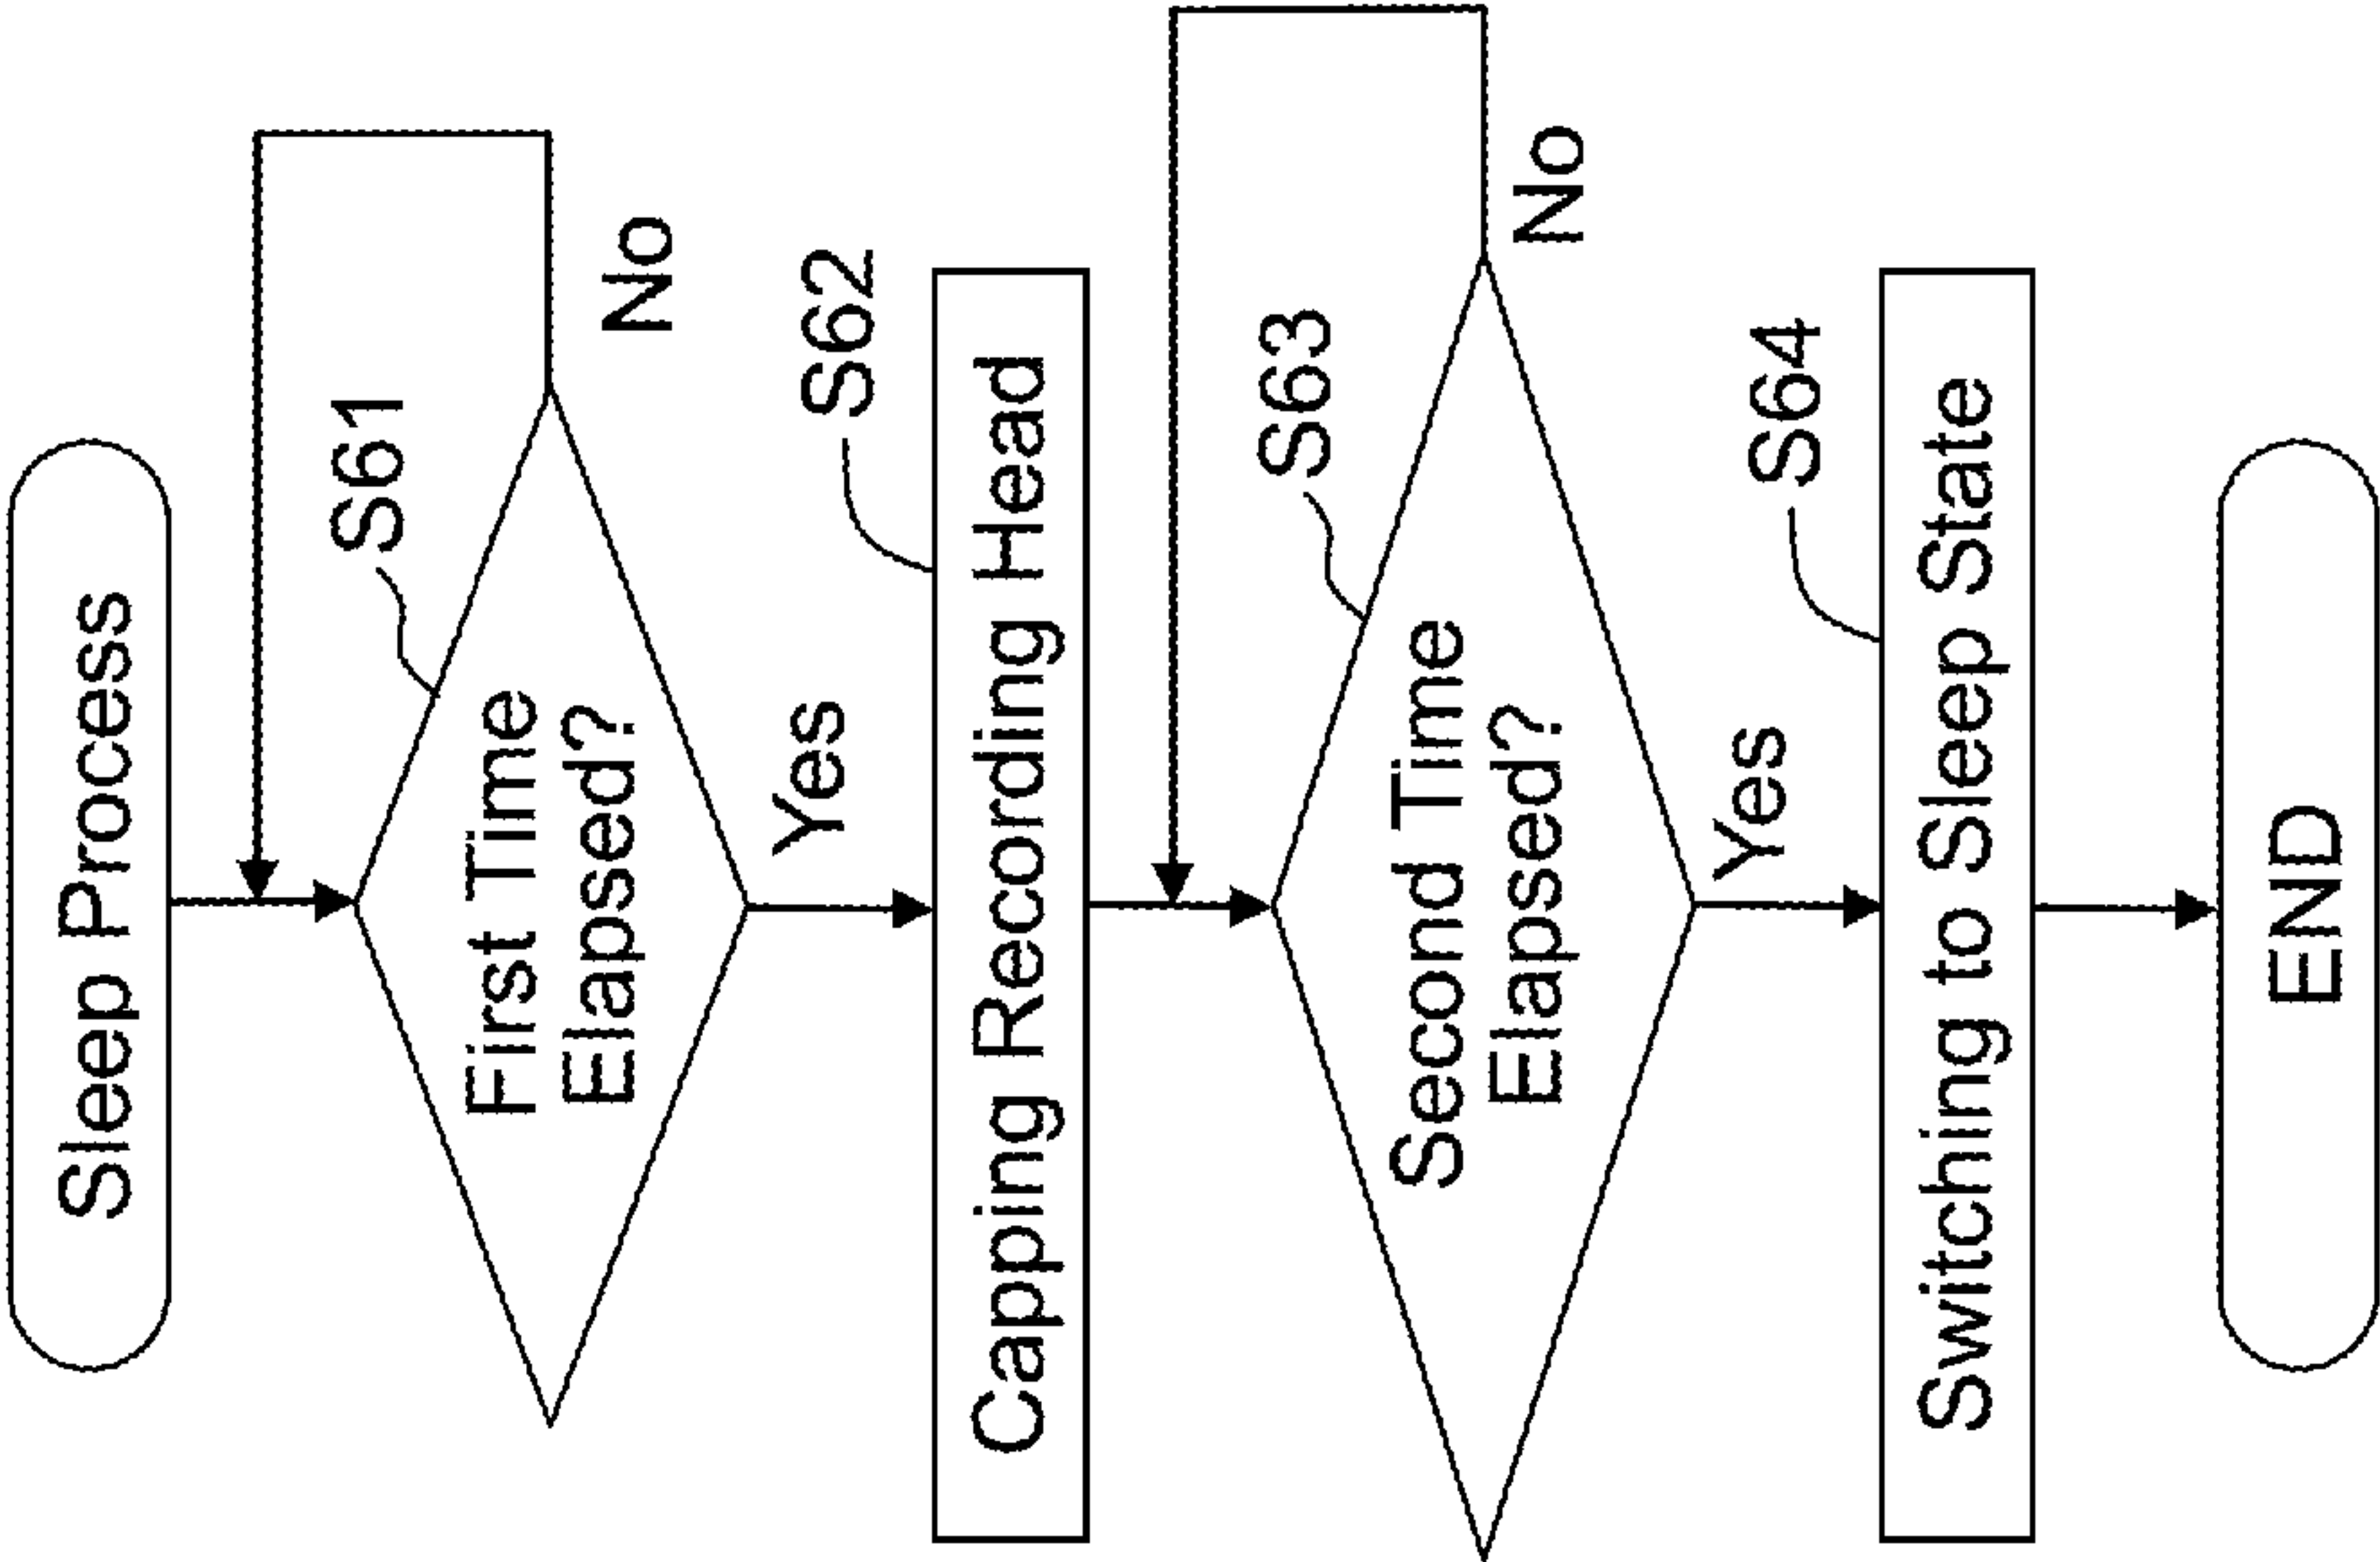 Sleep Process
S61
First Time
Elapsed?
No
Yes
S62
Capping Recording Head
S63
Second Time
Elapsed?
No
Yes
S64
Switching to Sleep State
END